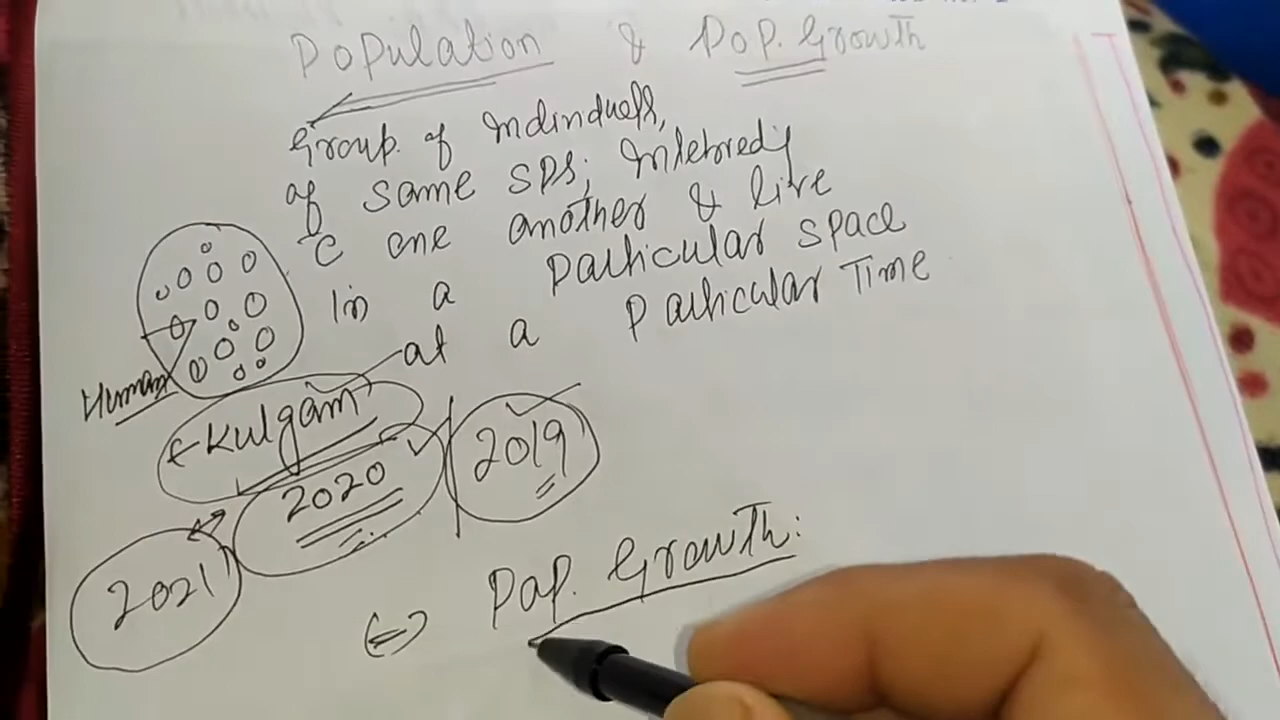 Population & Pop. Growth
Group of Individuals,
of same SPS; Interbredig
c̄ one another & live
in a particular space
at a particular Time
Human
Kulgam
2020
2019
2021
Pop. Growth: